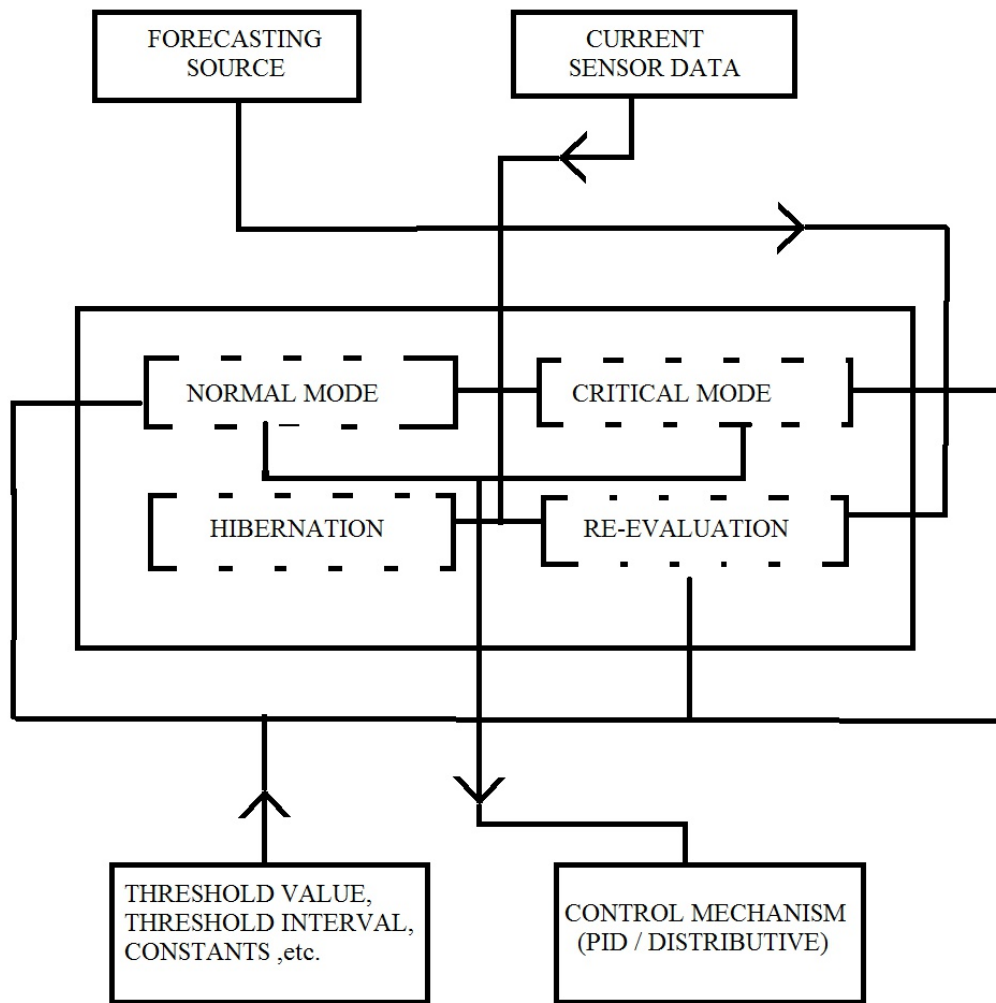 FORECASTING
SOURCE
CURRENT
SENSOR DATA
NORMAL MODE
CRITICAL MODE
HIBERNATION
RE-EVALUATION
THRESHOLD VALUE,
THRESHOLD INTERVAL,
CONSTANTS ,etc.
CONTROL MECHANISM
(PID / DISTRIBUTIVE)